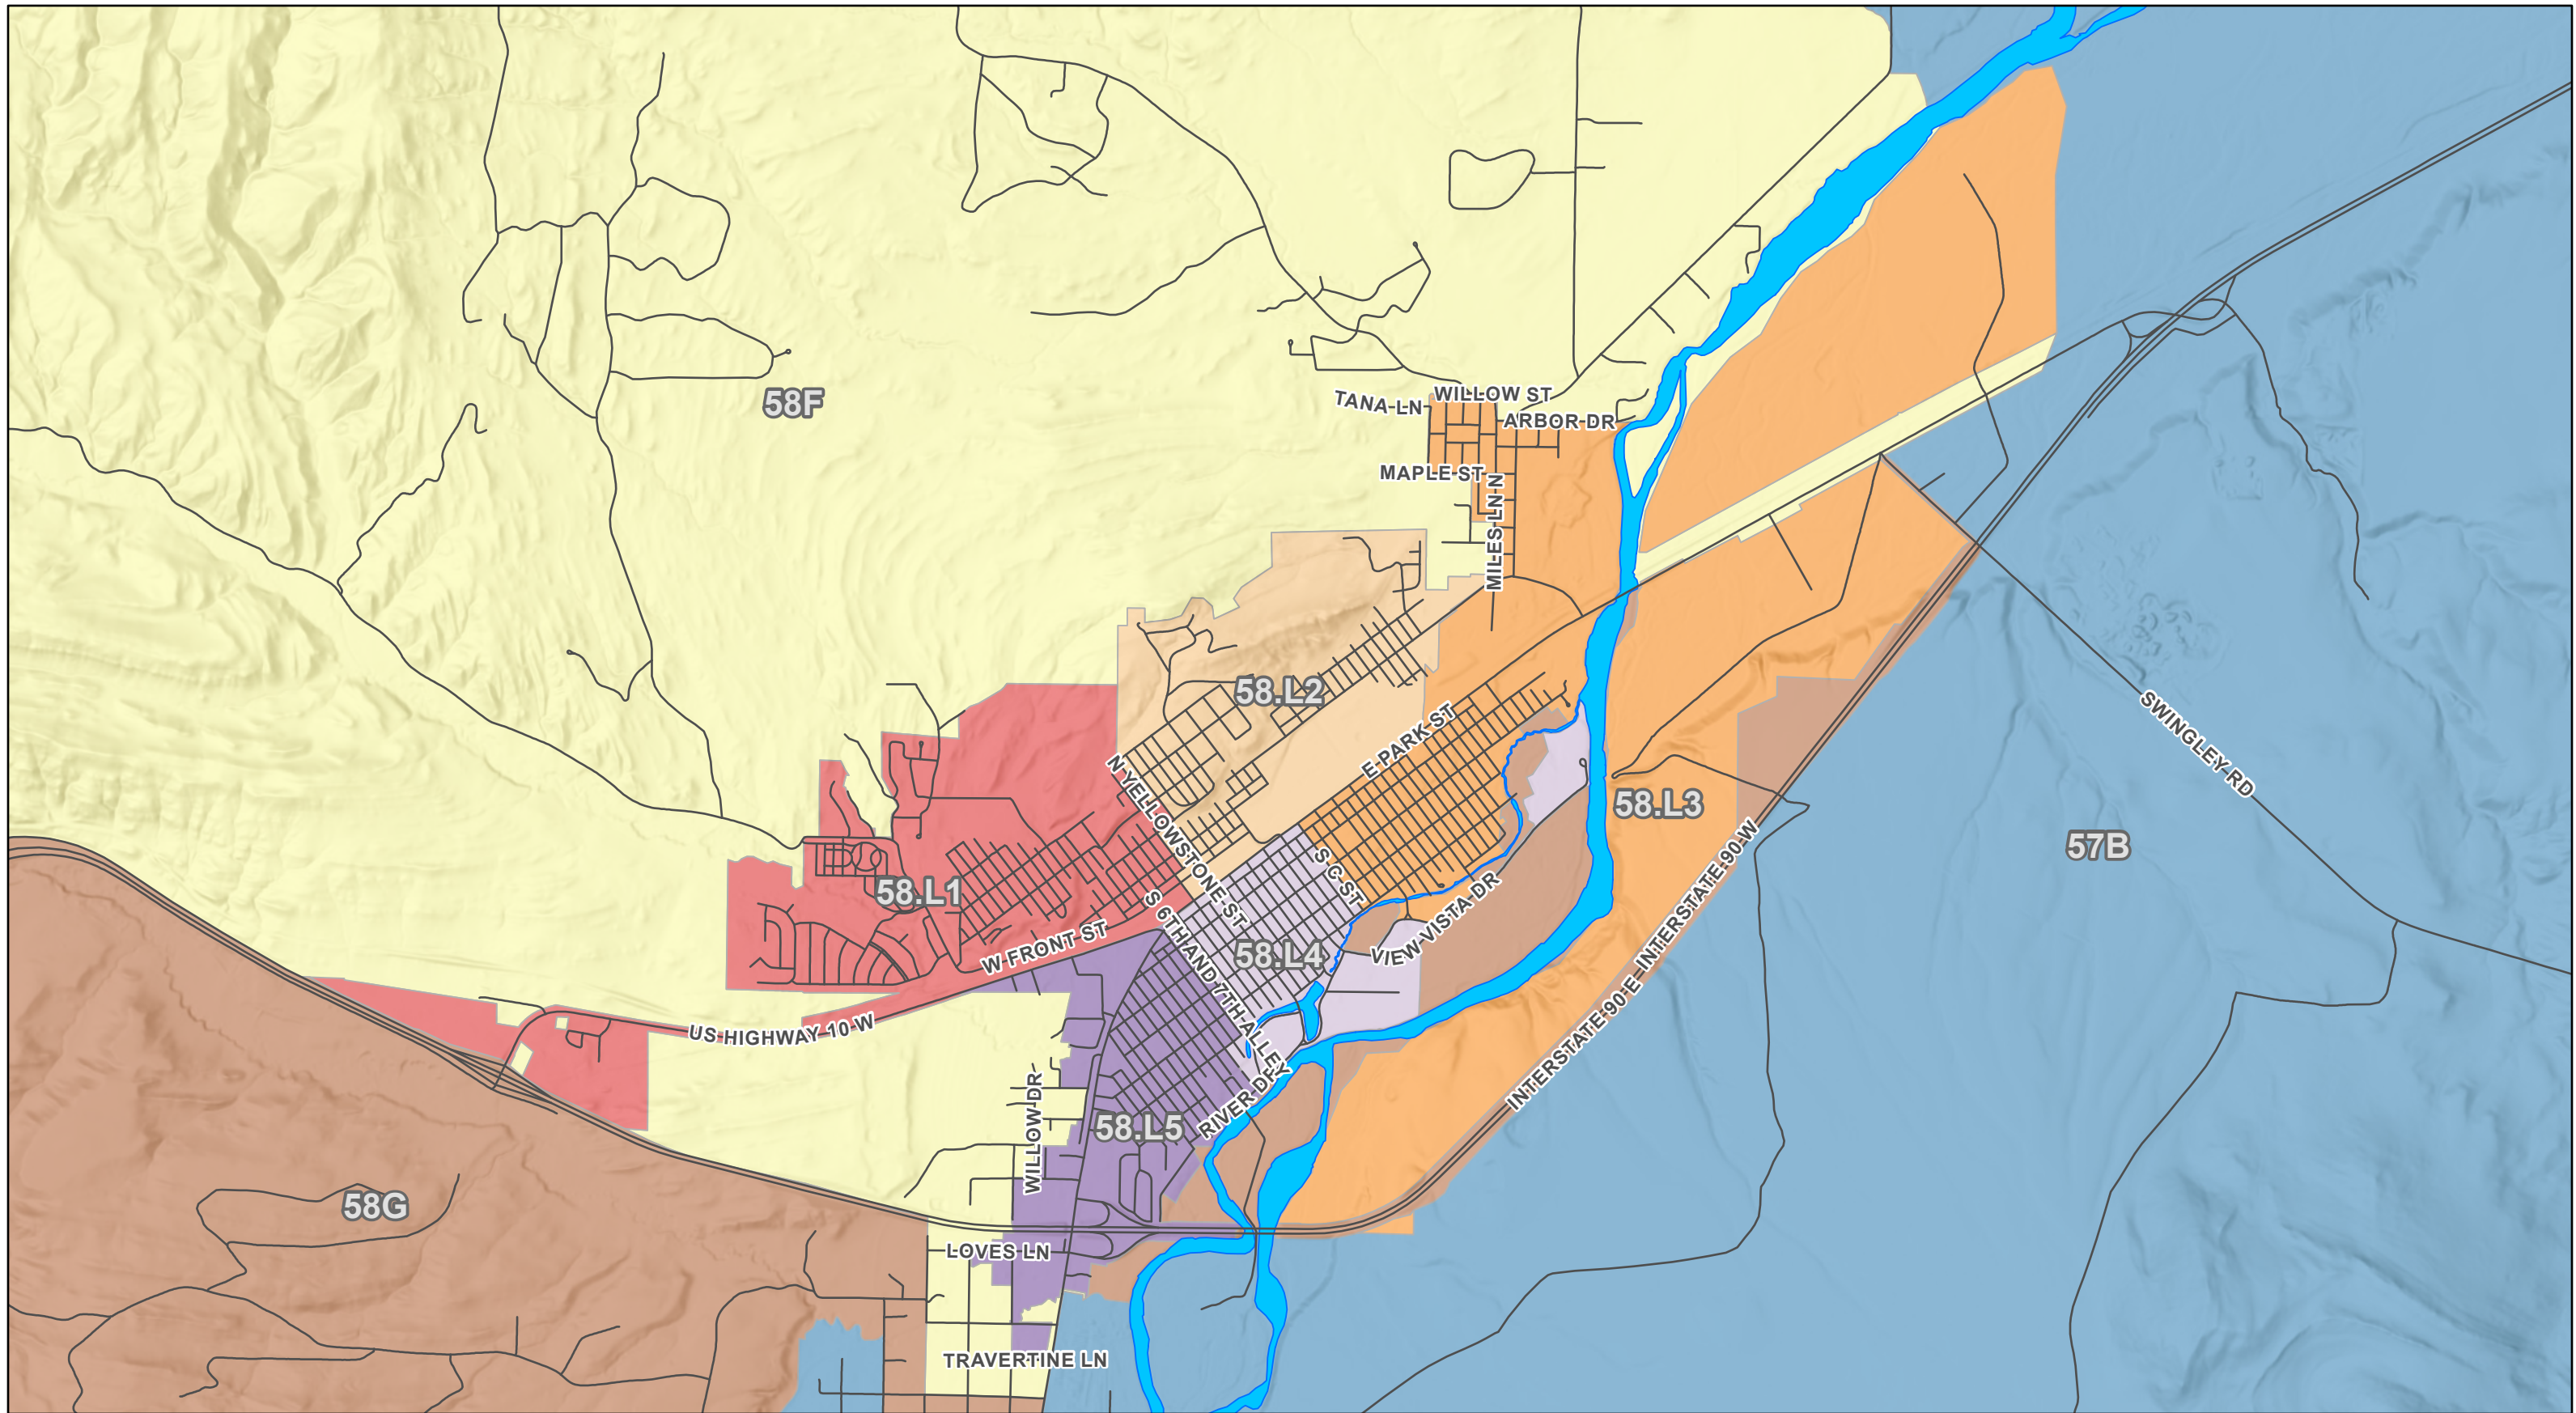 58F
TANA LN
WILLOW ST
ARBOR DR
MAPLE ST
MILES LN N
58.L2
SWINGLEY RD
E PARK ST
N YELLOWSTONE ST
58.L3
57B
S C ST
58.L1
S 6TH AND 7TH ALLEY
VIEW VISTA DR
W FRONT ST
58.L4
INTERSTATE 90 E INTERSTATE 90 W
US HIGHWAY 10 W
WILLOW DR
58.L5
RIVER DR
58G
LOVES LN
TRAVERTINE LN